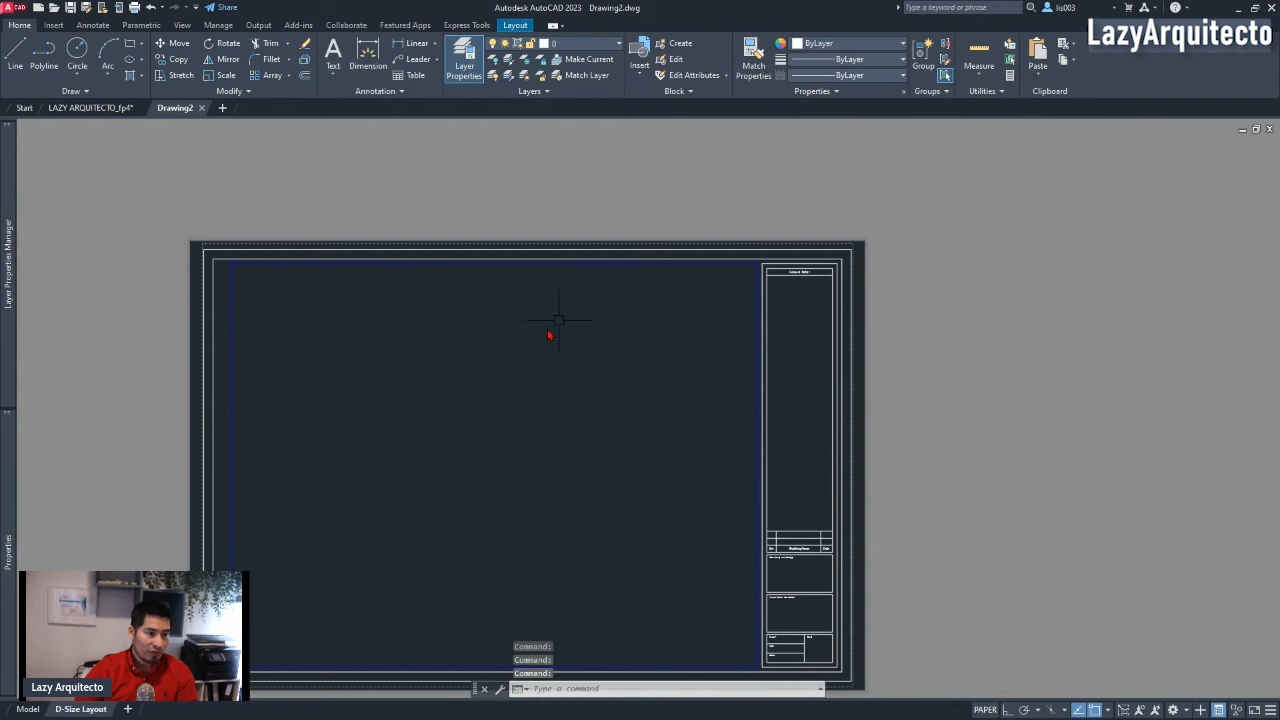 Share
Autodesk AutoCAD 2023 Drawing2.dwg
Type a keyword or phrase
lis003
Home Insert Annotate Parametric View Manage Output Collaborate Featured Apps Express Tools Layout
LazyArquitecto
Line Polyline Circle Arc
Move Rotate Trim
Copy Mirror Fillet
Stretch Scale Array
Text Dimension
Linear
Leader
Table
Layer Properties
0
Make Current
Match Layer
Insert
Create
Edit
Edit Attributes
Match Properties
ByLayer
ByLayer
ByLayer
Group
Measure
Paste
Draw Modify Annotation Layers Block Properties Groups Utilities Clipboard
Start LAZY ARQUITECTO_fp4* Drawing2
Layer Properties Manager
Properties
Command:
Command:
Command:
Type a command
Lazy Arquitecto
Model D-Size Layout
PAPER